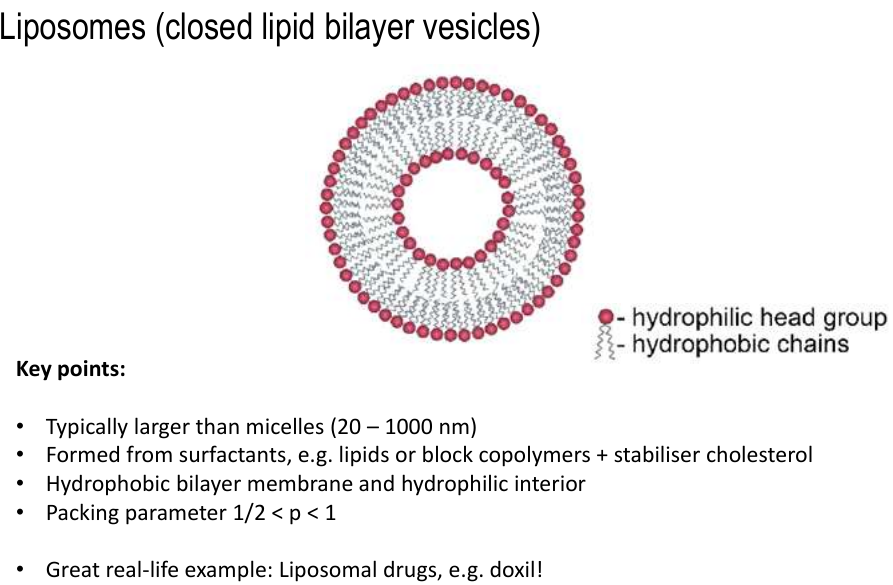 Liposomes (closed lipid bilayer vesicles)
- hydrophilic head group
- hydrophobic chains
Key points:
• Typically larger than micelles (20 – 1000 nm)
• Formed from surfactants, e.g. lipids or block copolymers + stabiliser cholesterol
• Hydrophobic bilayer membrane and hydrophilic interior
• Packing parameter 1/2 < p < 1
• Great real-life example: Liposomal drugs, e.g. doxil!